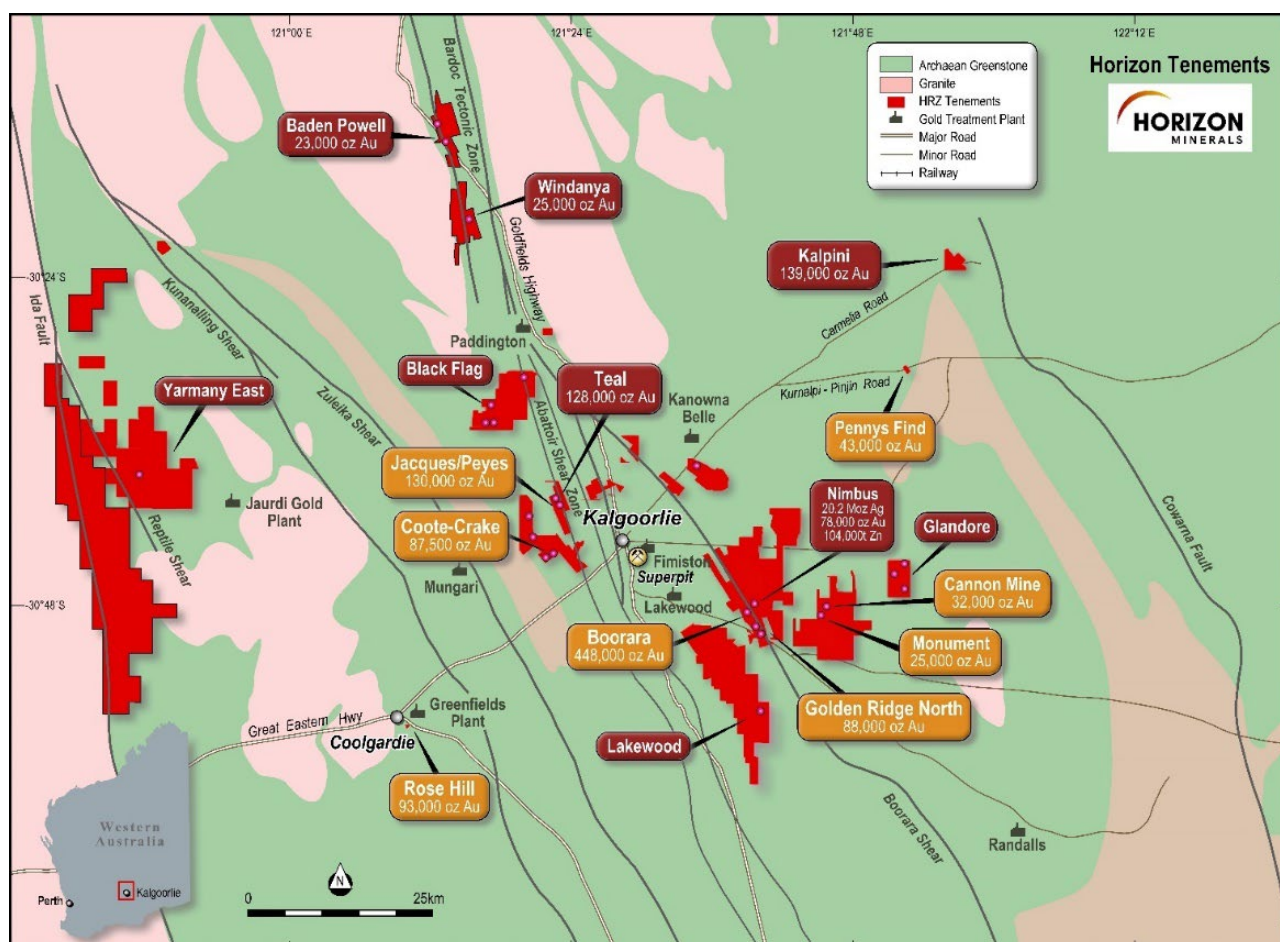 121°00'E
121°24'E
121°48'E
122°12'E
Horizon Tenements
HORIZON
MINERALS
Archaean Greenstone
Granite
HRZ Tenements
Gold Treatment Plant
Major Road
Minor Road
Railway
Bardoc Tectonic Zone
Baden Powell
23,000 oz Au
Windanya
25,000 oz Au
Goldfields Highway
Kalpini
139,000 oz Au
Carmelia Road
-30°24'S
Ida Fault
Kunanalling Shear
Zuleika Shear
Paddington
Black Flag
Teal
128,000 oz Au
Abattoir Shear Zone
Kanowna
Belle
Kurnalpi - Pinjin Road
Pennys Find
43,000 oz Au
Yarmany East
Jacques/Peyes
130,000 oz Au
Coote-Crake
87,500 oz Au
Jaurdi Gold
Plant
Reptile Shear
Kalgoorlie
Nimbus
20.2 Moz Ag
78,000 oz Au
104,000t Zn
Glandore
Cowarna Fault
Fimiston
Superpit
Mungari
Lakewood
Cannon Mine
32,000 oz Au
-30°48'S
Boorara
448,000 oz Au
Monument
25,000 oz Au
Golden Ridge North
88,000 oz Au
Greenfields
Plant
Great Eastern Hwy
Coolgardie
Lakewood
Rose Hill
93,000 oz Au
Boorara Shear
Randalls
Western
Australia
Perth
Kalgoorlie
N
0
25km